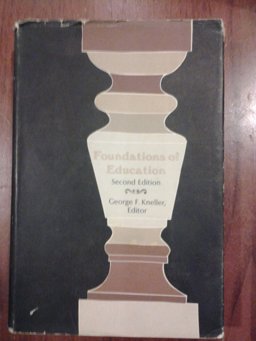 Foundations of
Education
Second Edition
George F. Kneller,
Editor